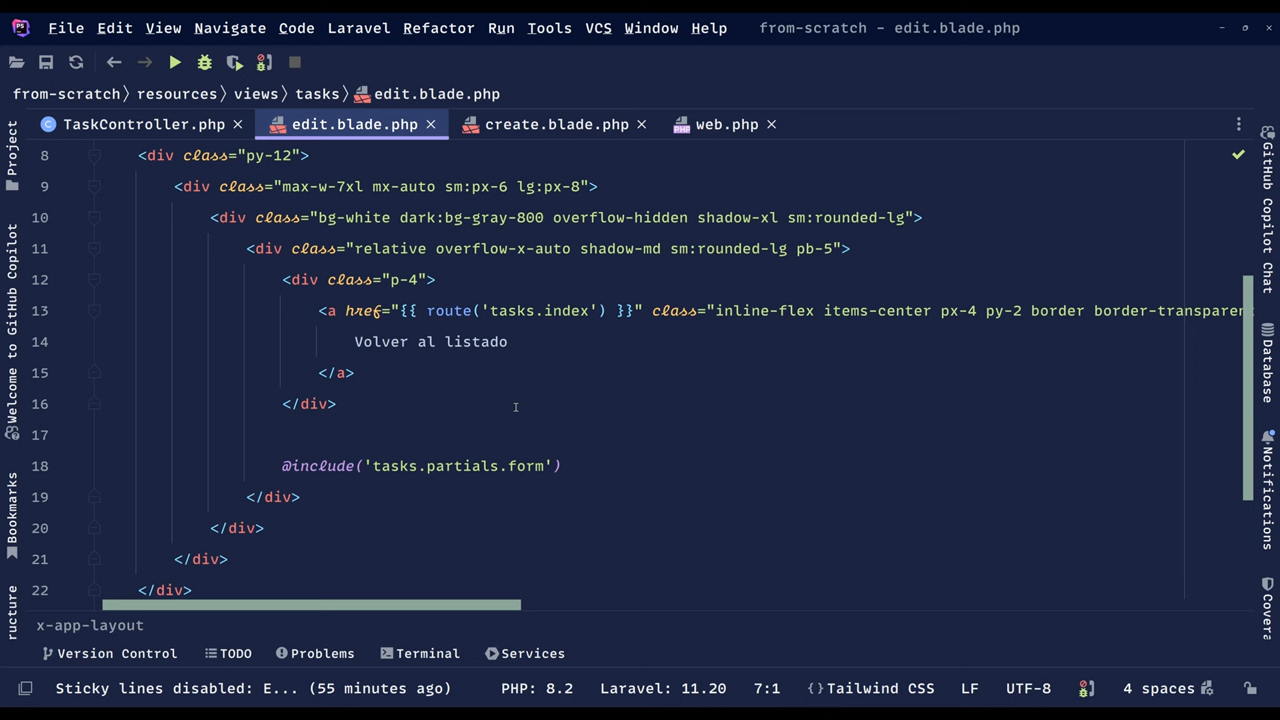 File Edit View Navigate Code Laravel Refactor Run Tools VCS Window Help from-scratch - edit.blade.php
from-scratch〉resources〉views〉tasks〉edit.blade.php
TaskController.php × edit.blade.php × create.blade.php × web.php ×
8 <div class="py-12">
9 <div class="max-w-7xl mx-auto sm:px-6 lg:px-8">
10 <div class="bg-white dark:bg-gray-800 overflow-hidden shadow-xl sm:rounded-lg">
11 <div class="relative overflow-x-auto shadow-md sm:rounded-lg pb-5">
12 <div class="p-4">
13 <a href="{{ route('tasks.index') }}" class="inline-flex items-center px-4 py-2 border border-transparen
14 Volver al listado
15 </a>
16 </div>
17
18 @include('tasks.partials.form')
19 </div>
20 </div>
21 </div>
22 </div>
x-app-layout
Version Control TODO Problems Terminal Services
Sticky lines disabled: E... (55 minutes ago) PHP: 8.2 Laravel: 11.20 7:1 {} Tailwind CSS LF UTF-8 4 spaces
Project
Welcome to GitHub Copilot
Bookmarks
ructure
GitHub Copilot Chat
Database
Notifications
Covera